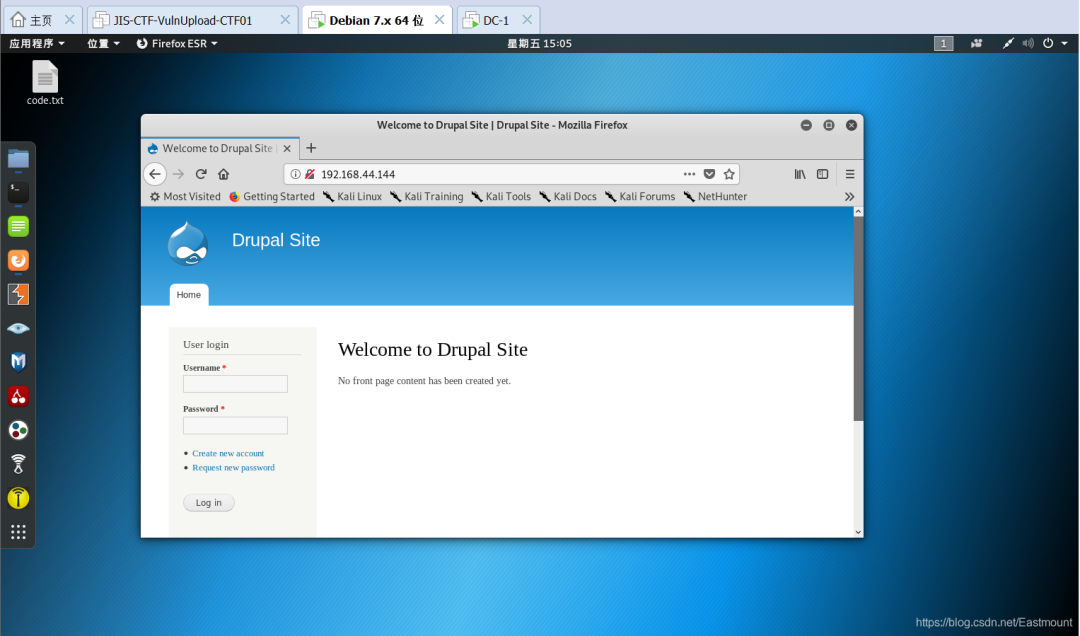 主页 JIS-CTF-VulnUpload-CTF01 Debian 7.x 64 位 DC-1
应用程序 位置 Firefox ESR 星期五 15:05 1
code.txt
Welcome to Drupal Site | Drupal Site - Mozilla Firefox
Welcome to Drupal Site |
192.168.44.144
Most Visited Getting Started Kali Linux Kali Training Kali Tools Kali Docs Kali Forums NetHunter
Drupal Site
Home
User login
Username *
Password *
Create new account
Request new password
Log in
Welcome to Drupal Site
No front page content has been created yet.
https://blog.csdn.net/Eastmount